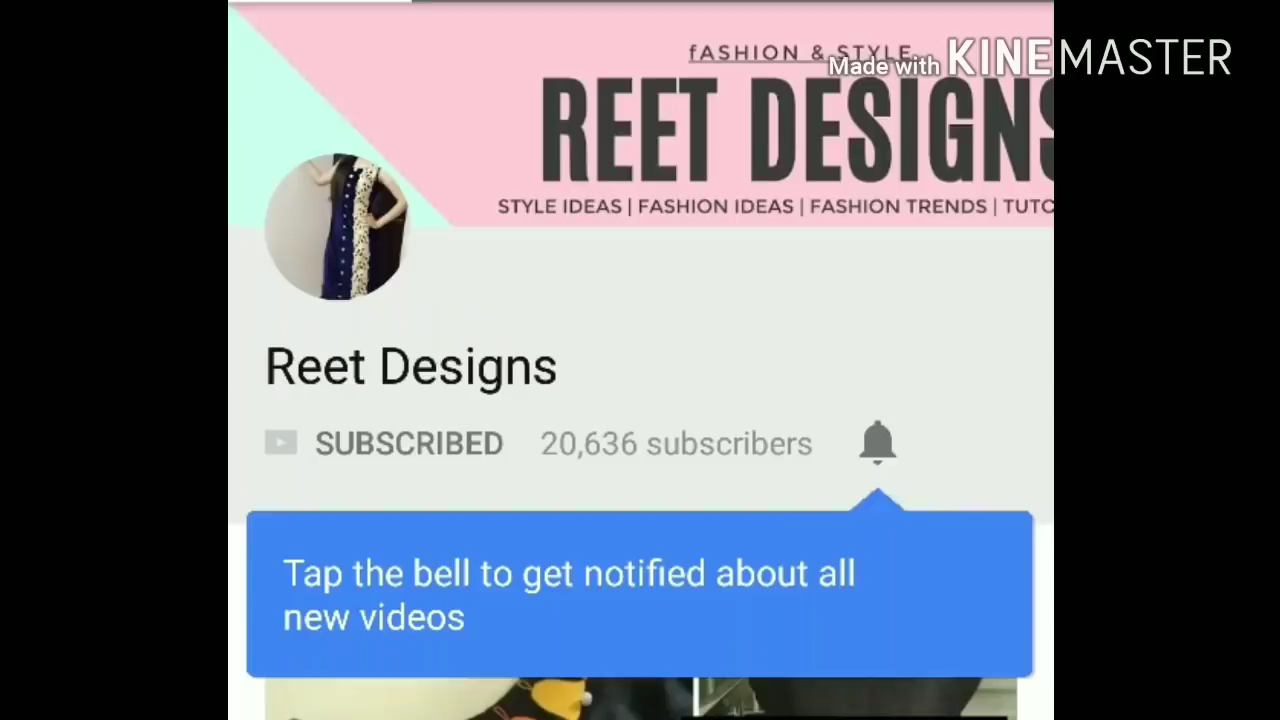 fASHION & STYLE
Made with KINEMASTER
REET DESIGNS
STYLE IDEAS | FASHION IDEAS | FASHION TRENDS |
Reet Designs
SUBSCRIBED 20,636 subscribers
Tap the bell to get notified about all
new videos